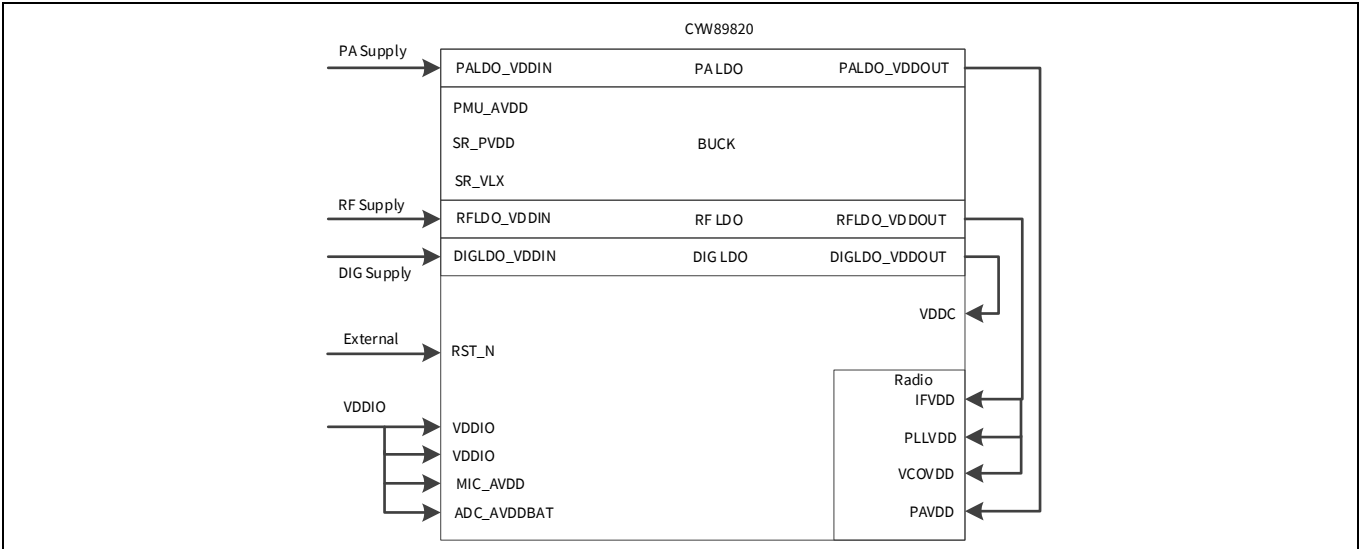 CYW89820
PA Supply
PALDO_VDDIN PALDO PALDO_VDDOUT
PMU_AVDD
SR_PVDD BUCK
SR_VLX
RF Supply
RFLDO_VDDIN RF LDO RFLDO_VDDOUT
DIGLDO_VDDIN DIG LDO DIGLDO_VDDOUT
DIG Supply
VDDC
External
RST_N
Radio
IFVDD
VDDIO
VDDIO
PLLVDD
VDDIO
VCOVDD
MIC_AVDD
ADC_AVDDBAT PAVDD